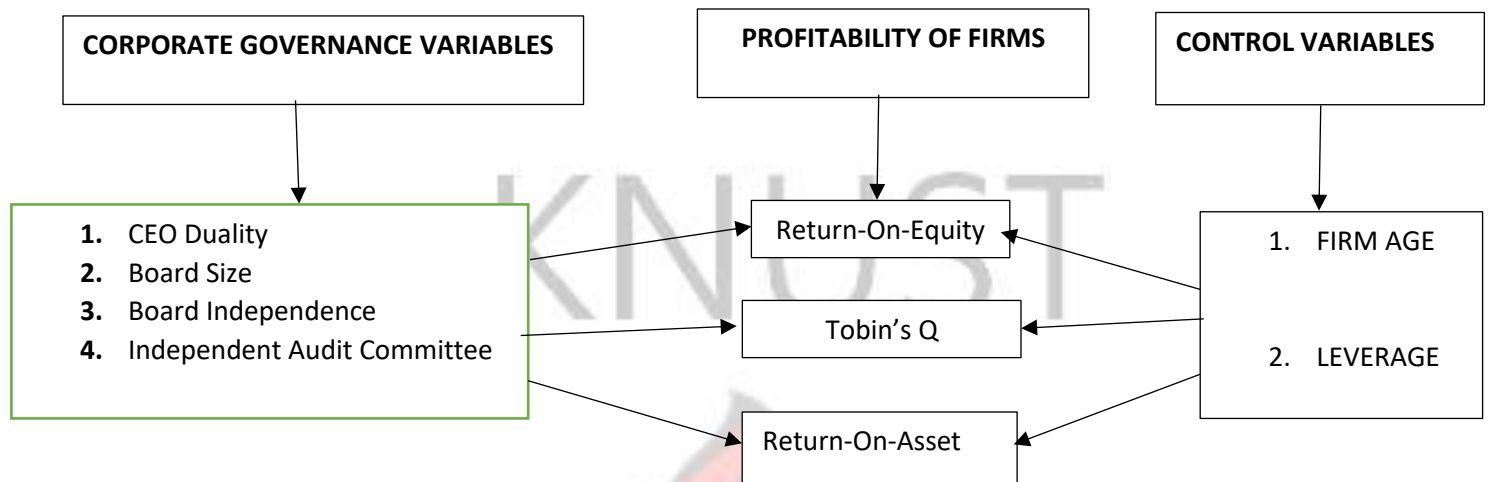 CORPORATE GOVERNANCE VARIABLES
PROFITABILITY OF FIRMS
CONTROL VARIABLES
KNUST
1. CEO Duality
2. Board Size
3. Board Independence
4. Independent Audit Committee
Return-On-Equity
Tobin’s Q
Return-On-Asset
1. FIRM AGE
2. LEVERAGE